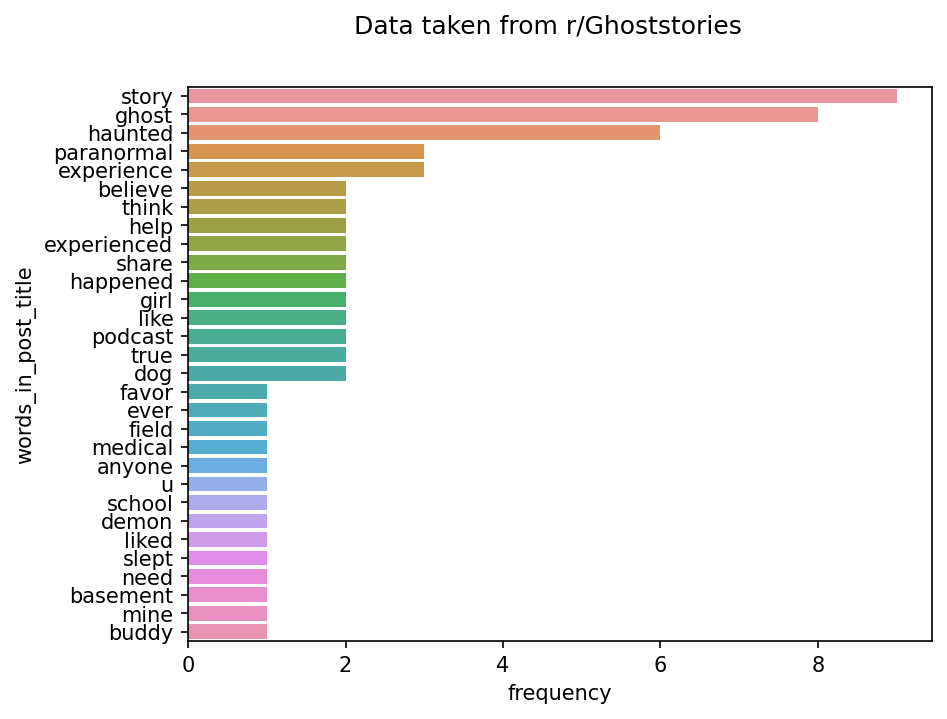 Data taken from r/Ghoststories
words_in_post_title
story
ghost
haunted
paranormal
experience
believe
think
help
experienced
share
happened
girl
like
podcast
true
dog
favor
ever
field
medical
anyone
u
school
demon
liked
slept
need
basement
mine
buddy
0 2 4 6 8
frequency